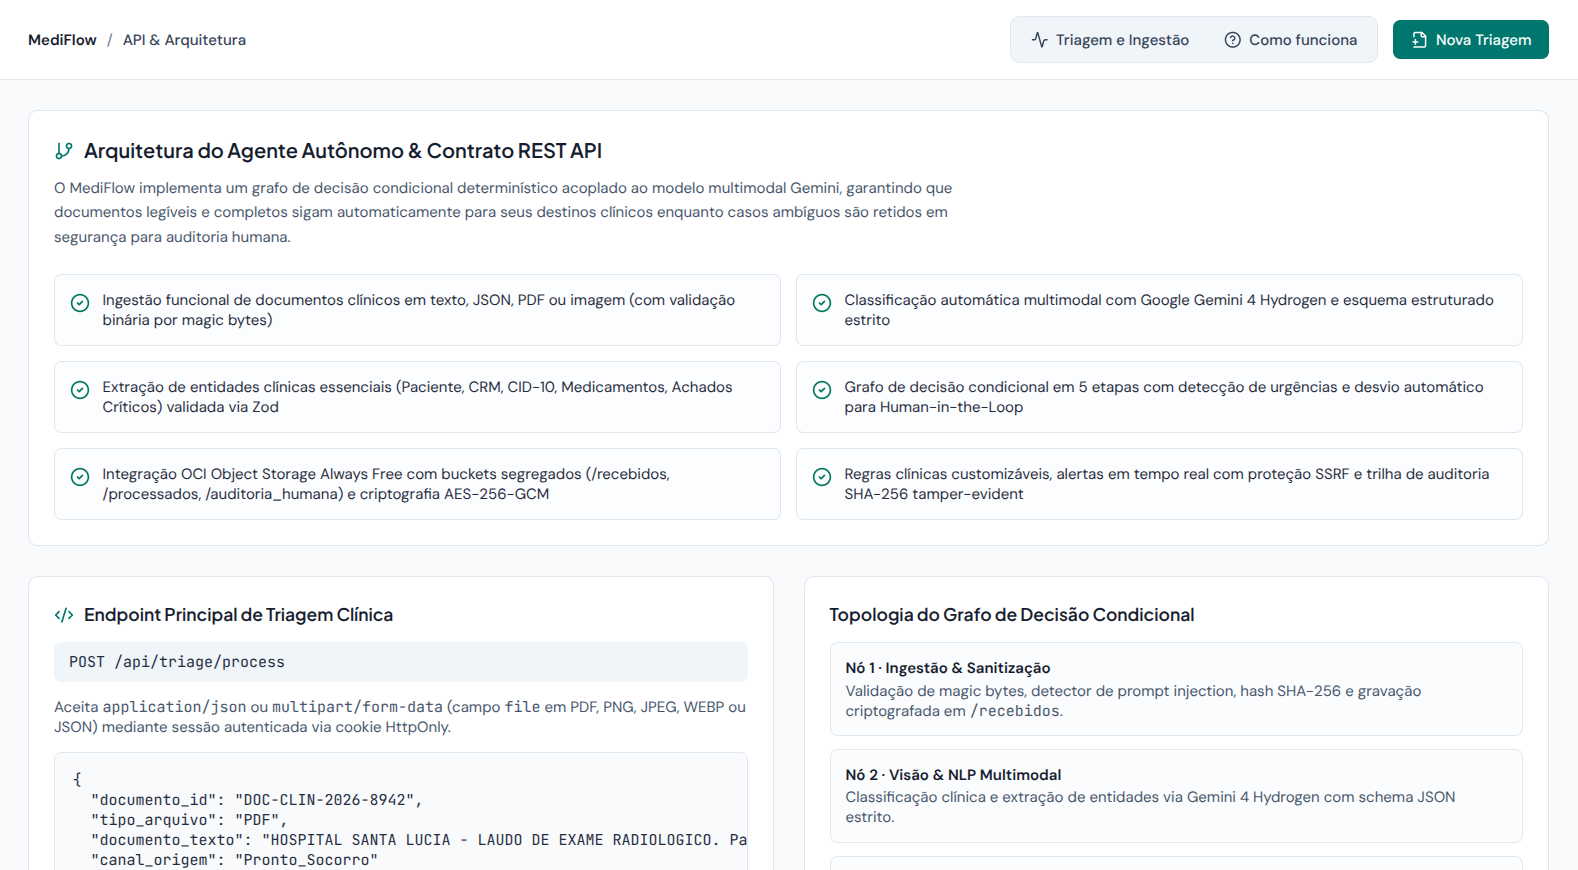 MediFlow / API & Arquitetura
Triagem e Ingestão
Como funciona
Nova Triagem
Arquitetura do Agente Autônomo & Contrato REST API
O MediFlow implementa um grafo de decisão condicional determinístico acoplado ao modelo multimodal Gemini, garantindo que
documentos legíveis e completos sigam automaticamente para seus destinos clínicos enquanto casos ambíguos são retidos em
segurança para auditoria humana.
Ingestão funcional de documentos clínicos em texto, JSON, PDF ou imagem (com validação
binária por magic bytes)
Classificação automática multimodal com Google Gemini 4 Hydrogen e esquema estruturado
estrito
Extração de entidades clínicas essenciais (Paciente, CRM, CID-10, Medicamentos, Achados
Críticos) validada via Zod
Grafo de decisão condicional em 5 etapas com detecção de urgências e desvio automático
para Human-in-the-Loop
Integração OCI Object Storage Always Free com buckets segregados (/recebidos,
/processados, /auditoria_humana) e criptografia AES-256-GCM
Regras clínicas customizáveis, alertas em tempo real com proteção SSRF e trilha de auditoria
SHA-256 tamper-evident
Endpoint Principal de Triagem Clínica
POST /api/triage/process
Aceita application/json ou multipart/form-data (campo file em PDF, PNG, JPEG, WEBP ou
JSON) mediante sessão autenticada via cookie HttpOnly.
{
"documento_id": "DOC-CLIN-2026-8942",
"tipo_arquivo": "PDF",
"documento_texto": "HOSPITAL SANTA LUCIA - LAUDO DE EXAME RADIOLOGICO. Pa
"canal_origem": "Pronto_Socorro"
Topologia do Grafo de Decisão Condicional
Nó 1 · Ingestão & Sanitização
Validação de magic bytes, detector de prompt injection, hash SHA-256 e gravação
criptografada em /recebidos.
Nó 2 · Visão & NLP Multimodal
Classificação clínica e extração de entidades via Gemini 4 Hydrogen com schema JSON
estrito.